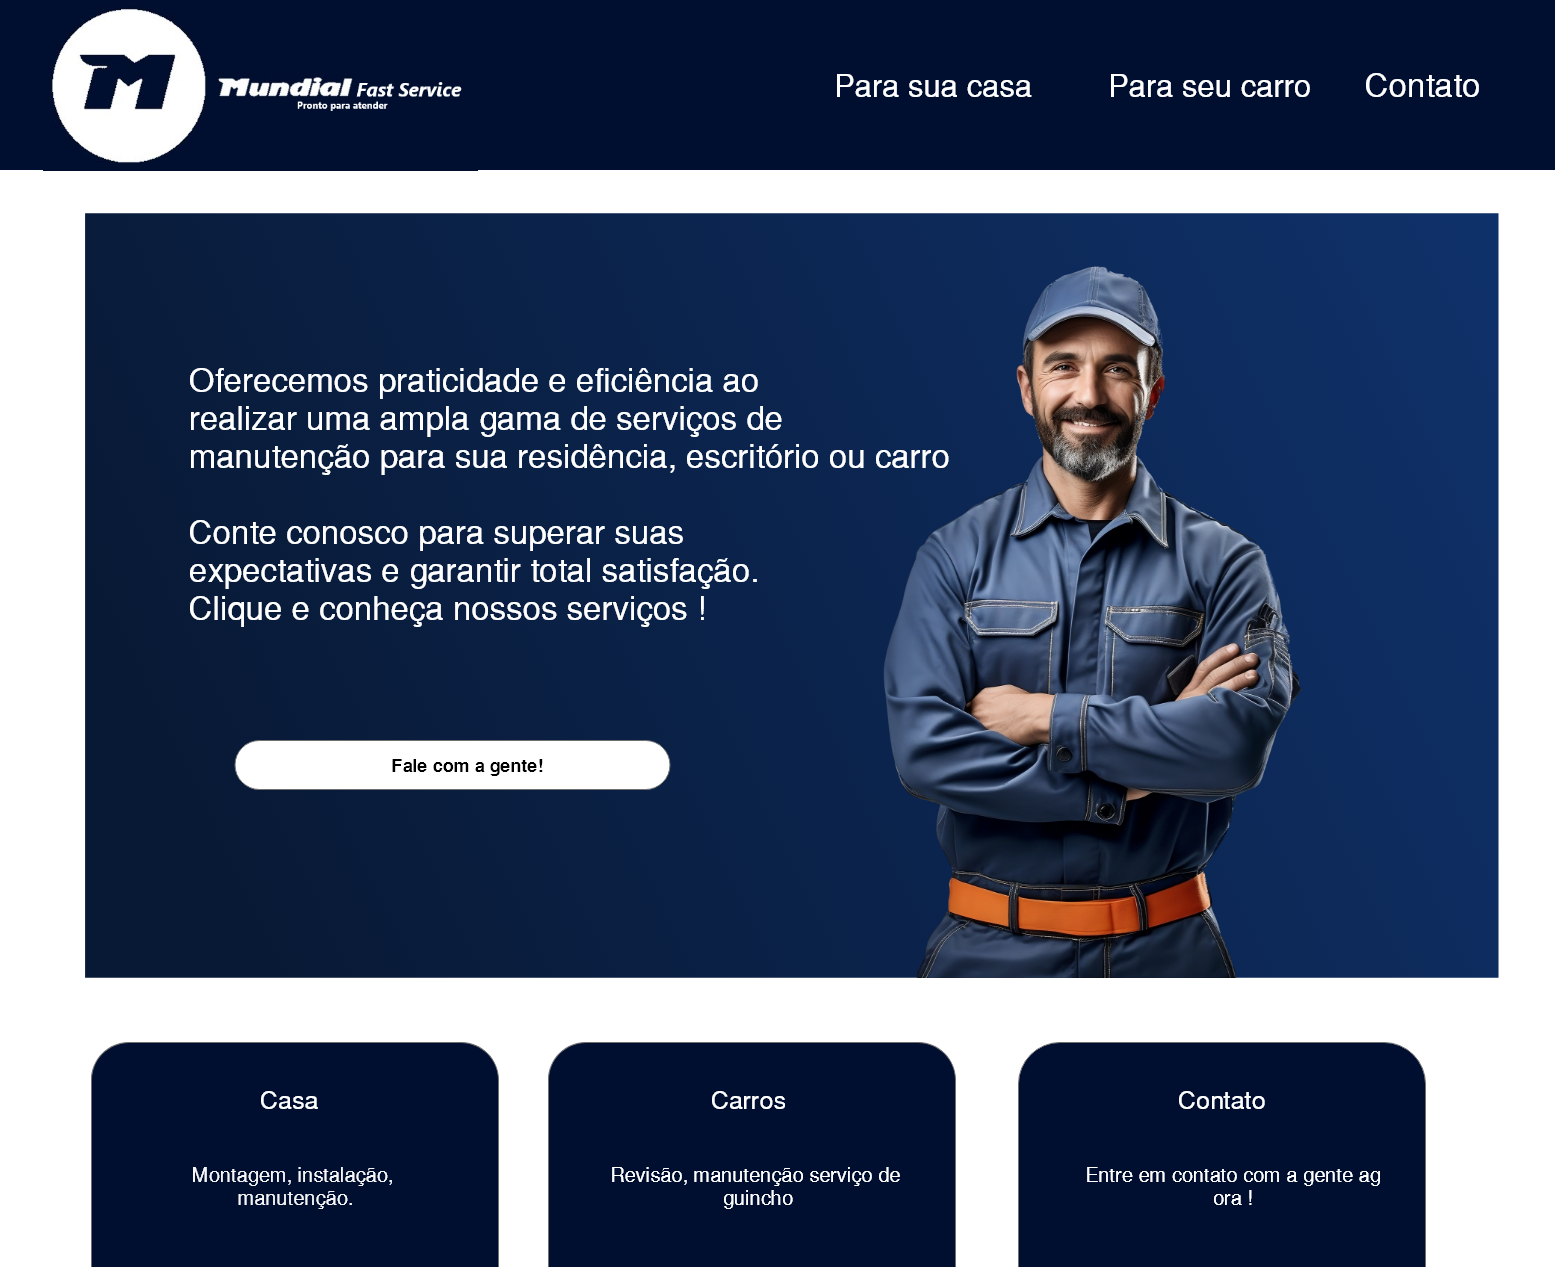 M
Mundial Fast Service
Pronto para atender
Para sua casa
Para seu carro
Contato
Oferecemos praticidade e eficiência ao
realizar uma ampla gama de serviços de
manutenção para sua residência, escritório ou carro
Conte conosco para superar suas
expectativas e garantir total satisfação.
Clique e conheça nossos serviços !
Fale com a gente!
Casa
Montagem, instalação,
manutenção.
Carros
Revisão, manutenção serviço de
guincho
Contato
Entre em contato com a gente ag
ora !